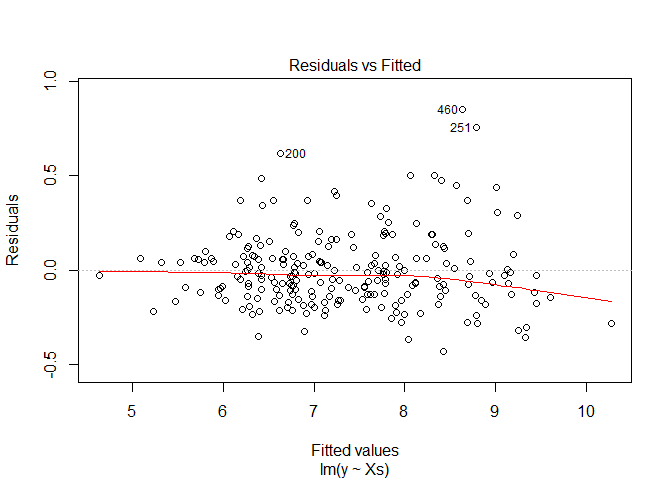 Residuals vs Fitted
1.0
0.5
0.0
-0.5
Residuals
460
251
200
5 6 7 8 9 10
Fitted values
lm(y ~ Xs)